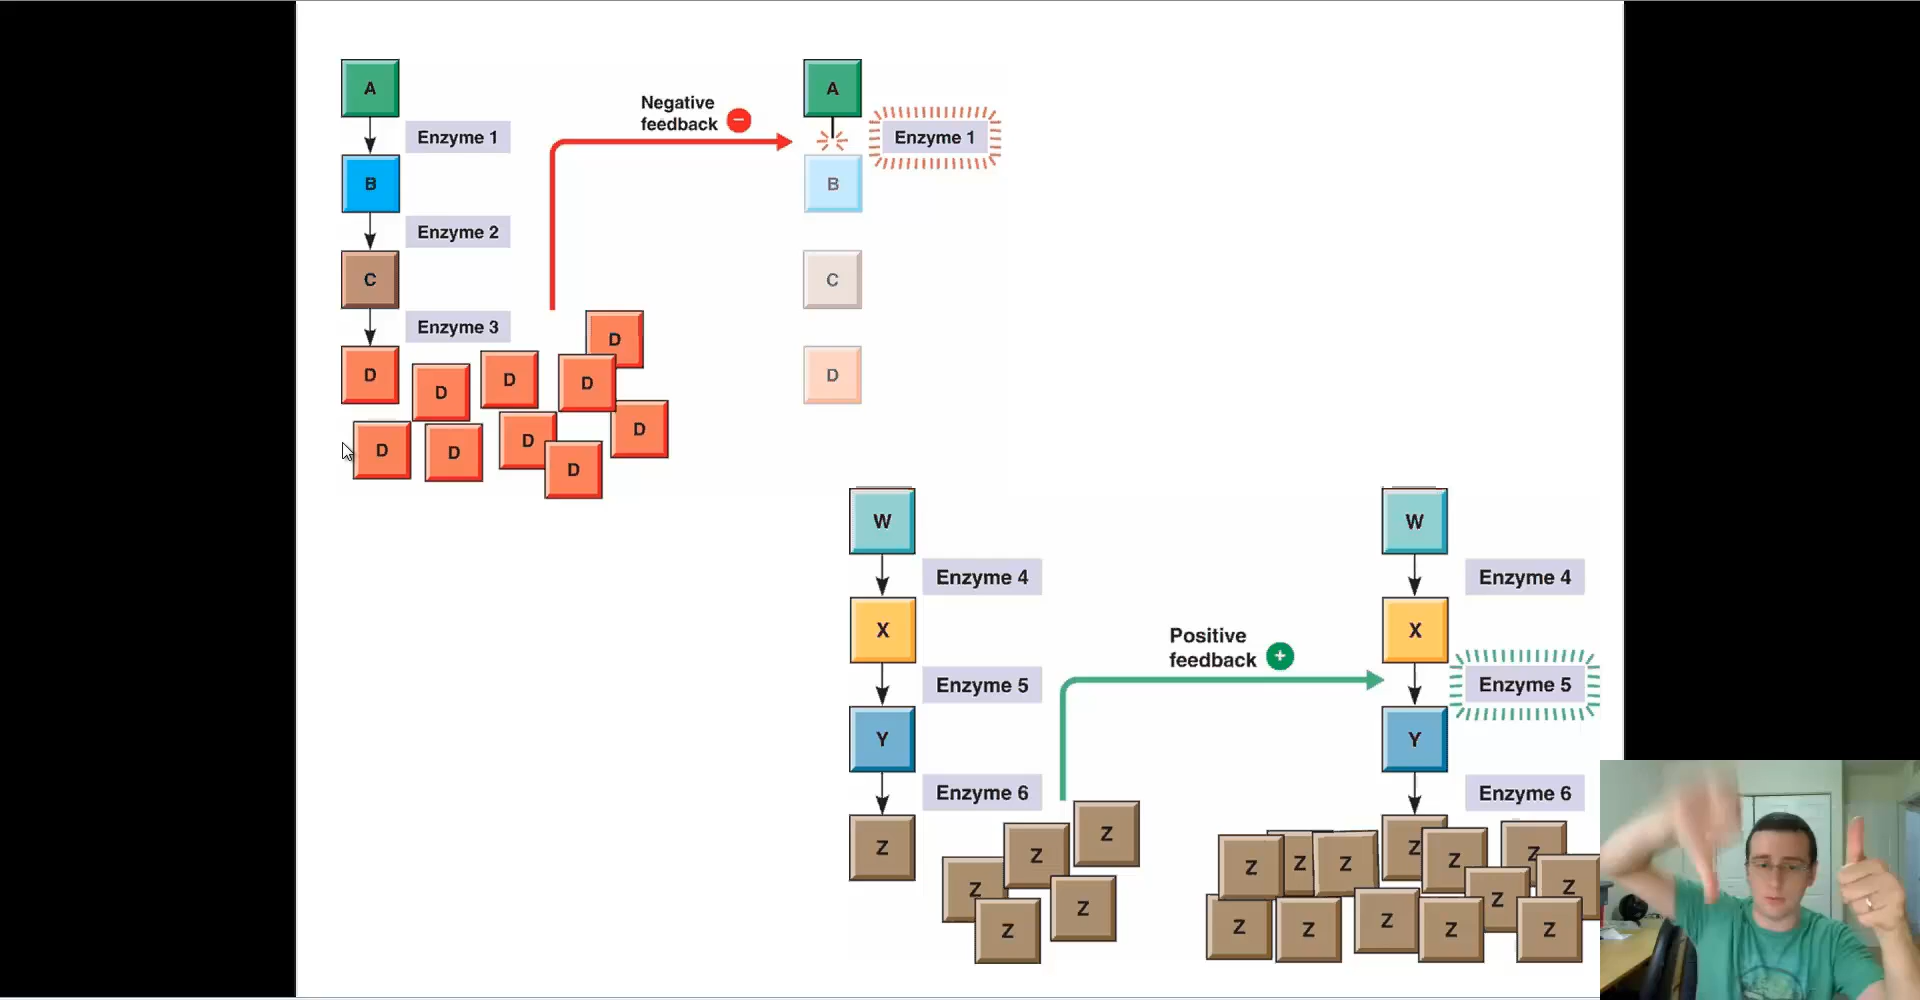 A
Enzyme 1
B
Enzyme 2
C
Enzyme 3
D
D
D
D
D
D
D
D
D
D
Negative
feedback
−
A
Enzyme 1
B
C
D
W
Enzyme 4
X
Enzyme 5
Y
Enzyme 6
Z
Z
Z
Z
Z
Z
Positive
feedback
+
W
Enzyme 4
X
Enzyme 5
Y
Enzyme 6
Z
Z
Z
Z
Z
Z
Z
Z
Z
Z
Z
Z
Z
Z